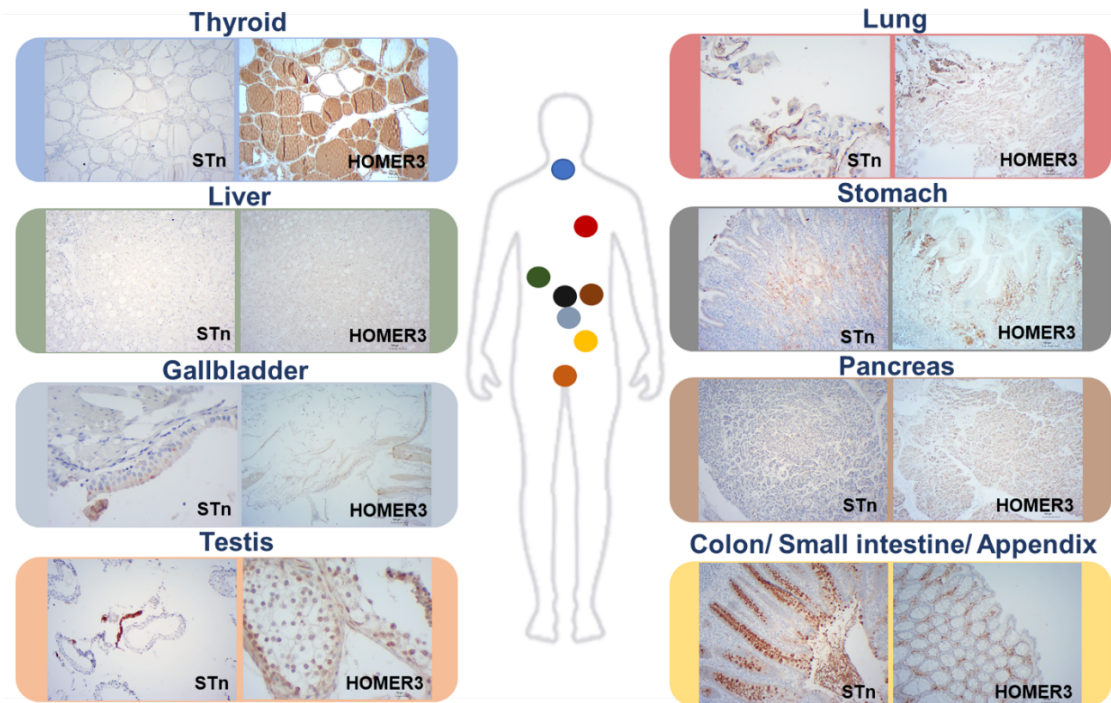 Thyroid
STn
HOMER3
Liver
STn
HOMER3
Gallbladder
STn
HOMER3
Testis
STn
HOMER3
Lung
STn
HOMER3
Stomach
STn
HOMER3
Pancreas
STn
HOMER3
Colon/ Small intestine/ Appendix
STn
HOMER3